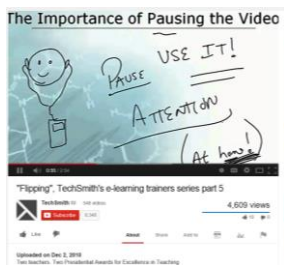 The Importance of Pausing the Video
USE IT!
PAUSE
ATTENTION
(At home!
"Flipping", TechSmith's e-learning trainers series part 5
TechSmith
Subscribe
4,609 views
Like
About
Share
Add to
Uploaded on Dec 2, 2010
Two teachers. Two Presidential Awards for Excellence in Teaching